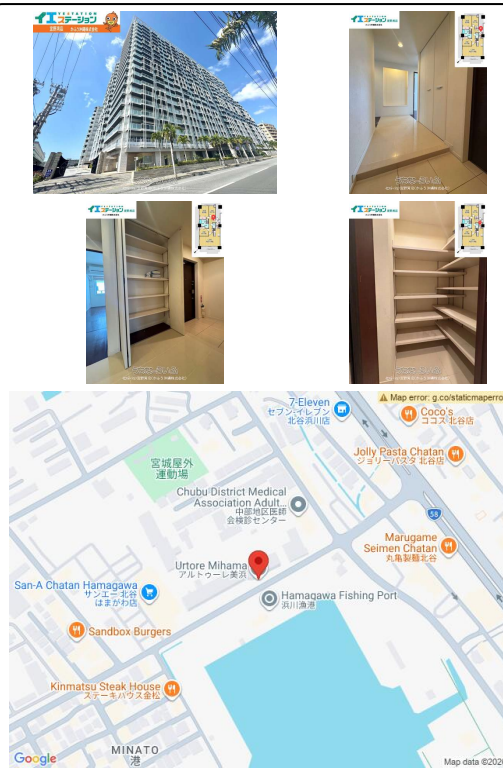 イエステーション
7-Eleven
セブン-イレブン
北谷浜川店
Map error: g.co/staticmaperro
Coco's
ココス 北谷店
Jolly Pasta Chatan
ジョリーパスタ 北谷店
宮城屋外
運動場
Chubu District Medical
Association Adult...
中部地区医師
会検診センター
58
Marugame
Seimen Chatan
丸亀製麺北谷
Urtore Mihama
アルトゥーレ美浜
San-A Chatan Hamagawa
サンエー北谷
はまがわ店
Hamagawa Fishing Port
浜川漁港
Sandbox Burgers
Kinmatsu Steak House
ステーキハウス金松
MINATO
港
Google
Map data ©202